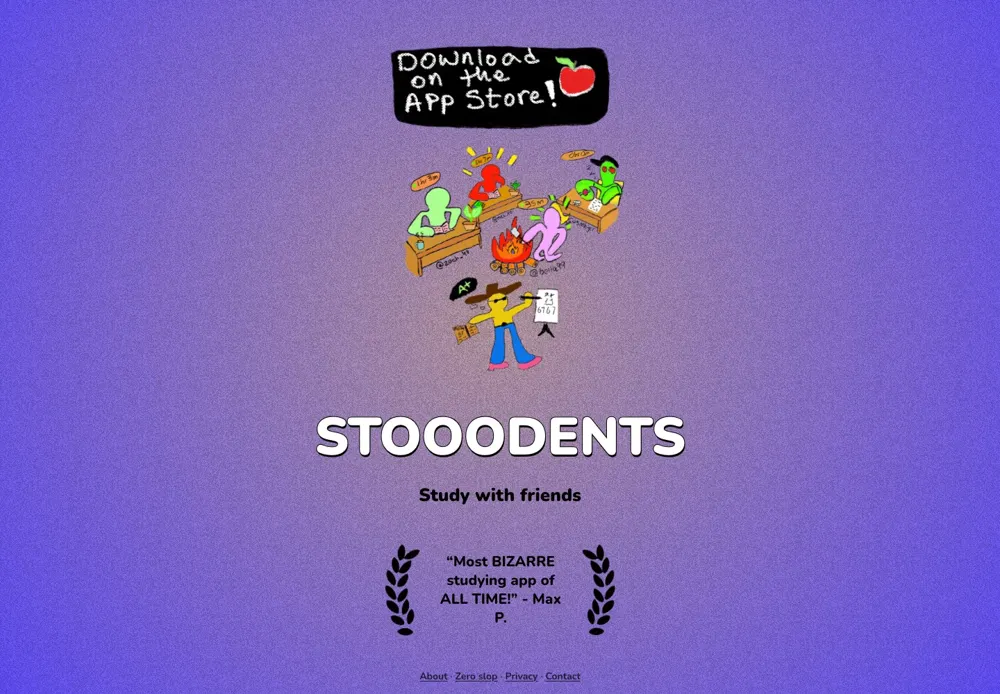 Download
on the
App Store!
A+
A+
6767
STOOODENTS
Study with friends
“Most BIZARRE
studying app of
ALL TIME!” - Max
P.
About · Zero slop · Privacy · Contact